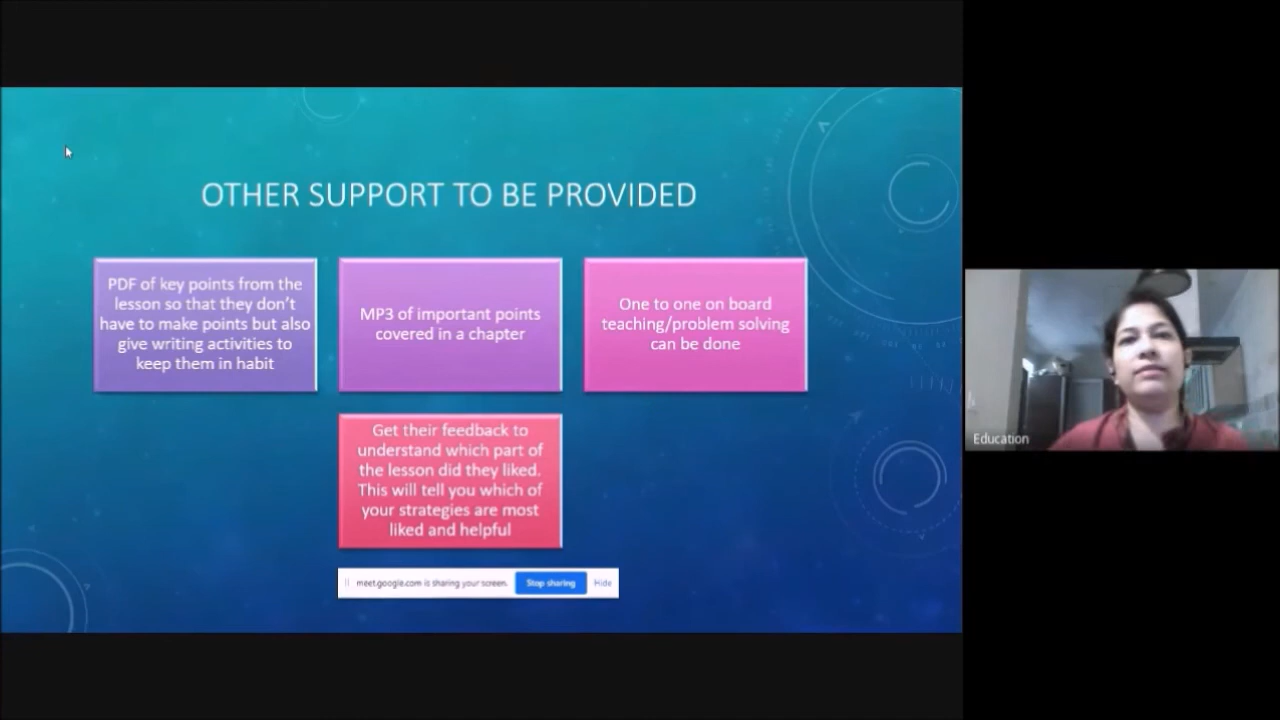 OTHER SUPPORT TO BE PROVIDED
PDF of key points from the
lesson so that they don't
have to make points but also
give writing activities to
keep them in habit
MP3 of important points
covered in a chapter
One to one on board
teaching/problem solving
can be done
Get their feedback to
understand which part of
the lesson did they liked.
This will tell you which of
your strategies are most
liked and helpful
meet.google.com is sharing your screen.
Stop sharing
Hide
Education